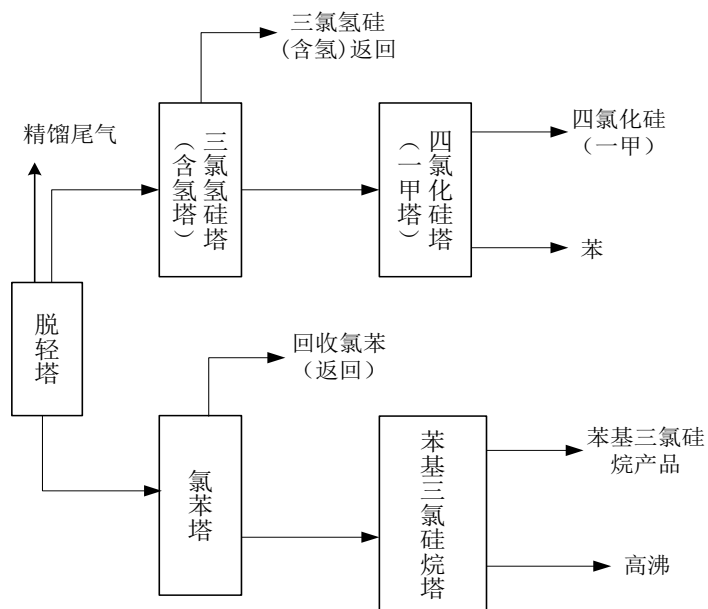 三氯氢硅
(含氢)返回
精馏尾气
三氯氢硅塔
（含氢塔）
四氯化硅塔
（一甲塔）
四氯化硅
（一甲）
苯
脱轻塔
回收氯苯
（返回）
氯苯塔
苯基三氯硅烷塔
苯基三氯硅
烷产品
高沸